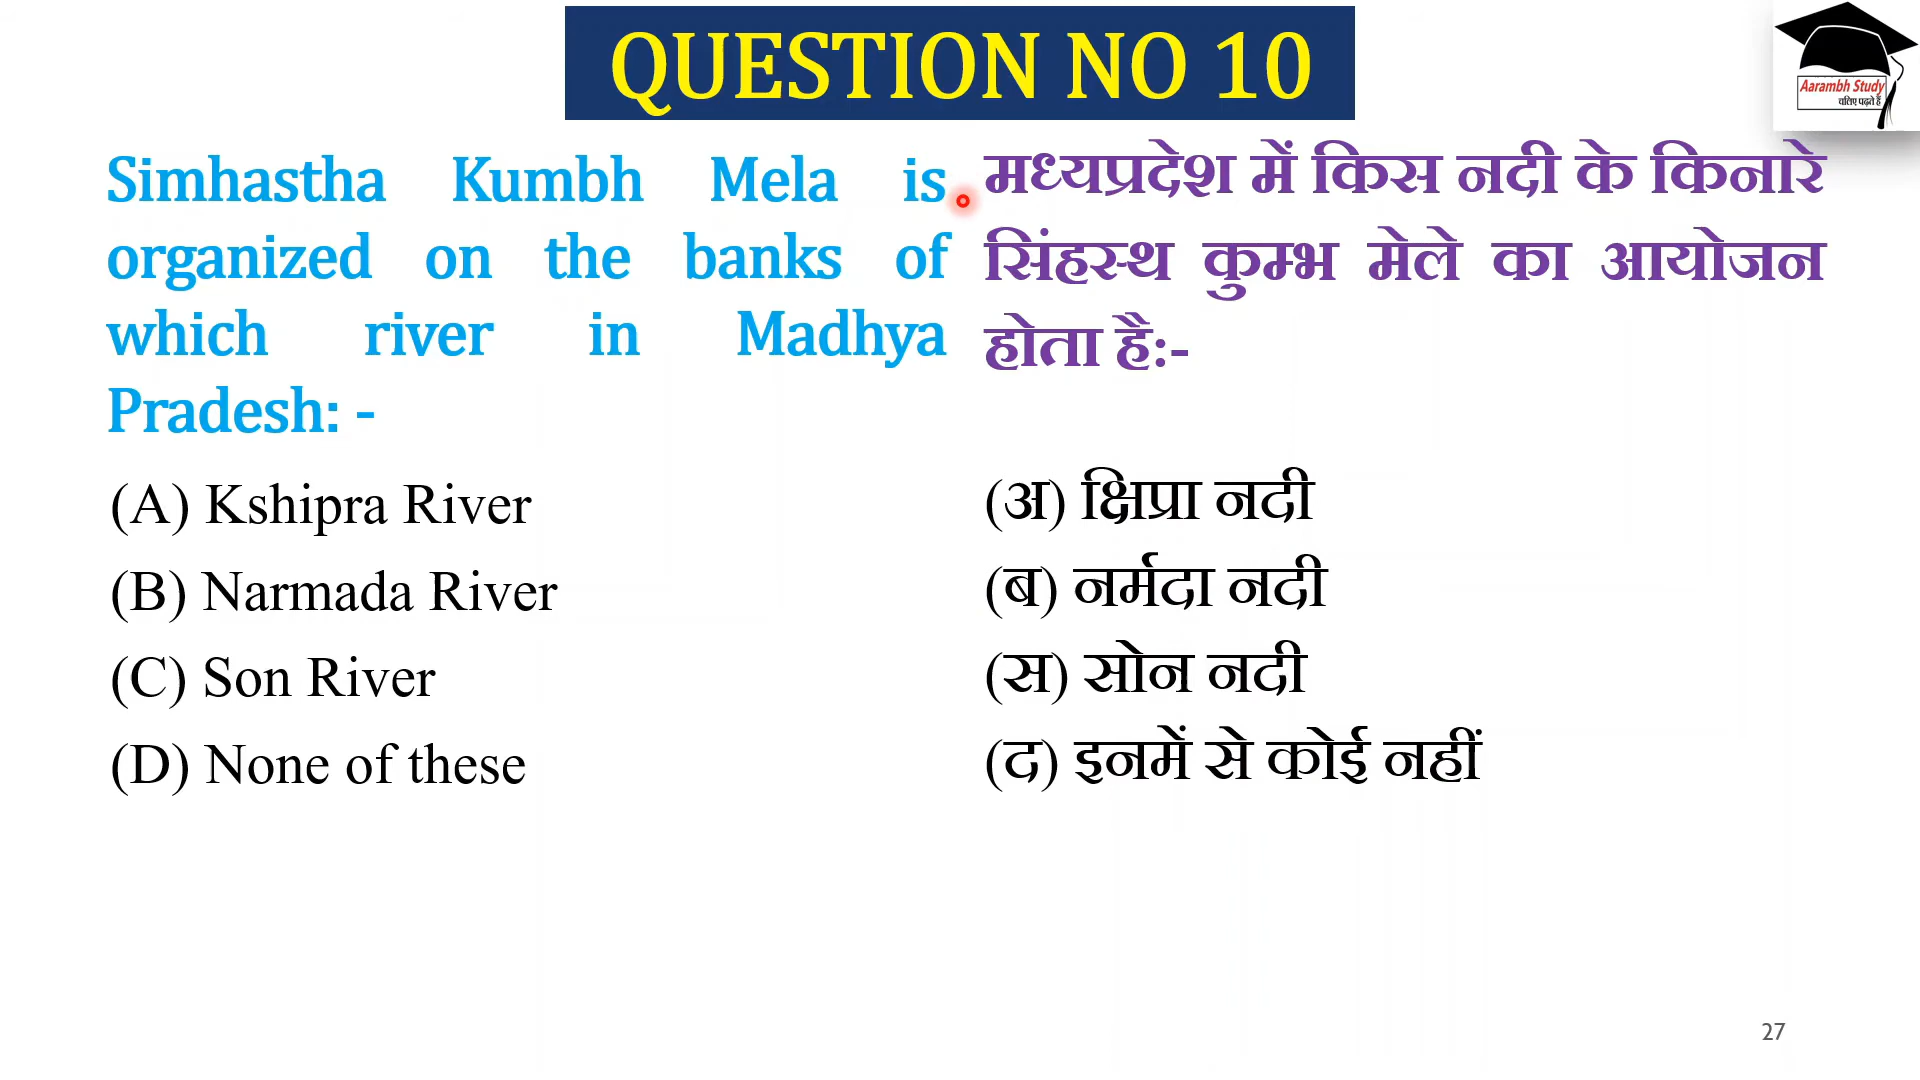 QUESTION NO 10
Aarambh Study
चलिए पढ़ते हैं
Simhastha Kumbh Mela is
organized on the banks of
which river in Madhya
Pradesh: -
(A) Kshipra River
(B) Narmada River
(C) Son River
(D) None of these
मध्यप्रदेश में किस नदी के किनारे
सिंहस्थ कुम्भ मेले का आयोजन
होता है:-
(अ) क्षिप्रा नदी
(ब) नर्मदा नदी
(स) सोन नदी
(द) इनमें से कोई नहीं
27